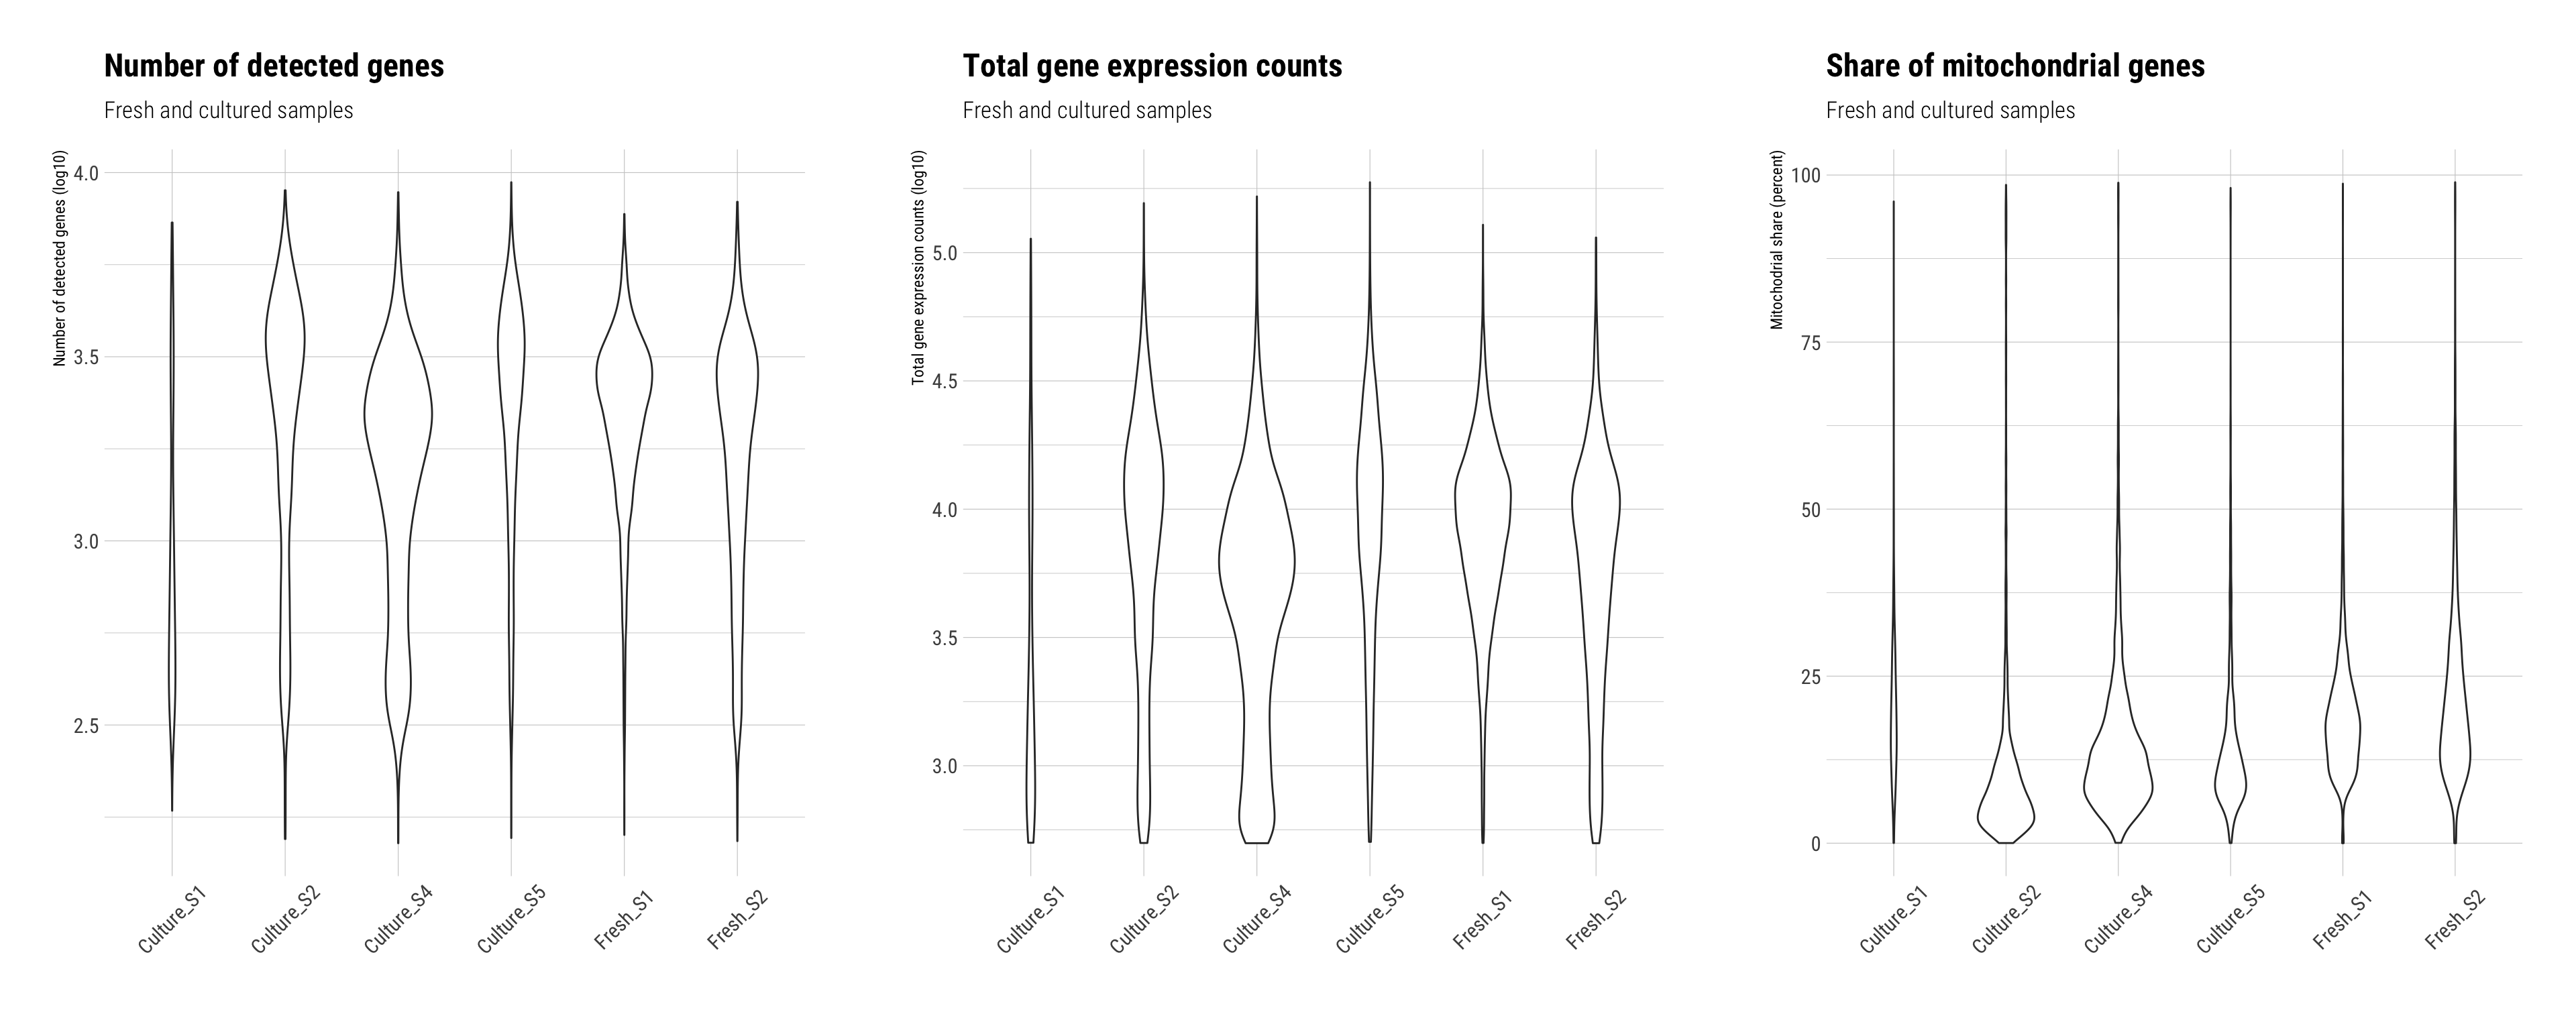 Number of detected genes
Fresh and cultured samples
Number of detected genes (log10)
4.0
3.5
3.0
2.5
Culture_S1
Culture_S2
Culture_S4
Culture_S5
Fresh_S1
Fresh_S2
Total gene expression counts
Fresh and cultured samples
Total gene expression counts (log10)
5.0
4.5
4.0
3.5
3.0
Culture_S1
Culture_S2
Culture_S4
Culture_S5
Fresh_S1
Fresh_S2
Share of mitochondrial genes
Fresh and cultured samples
Mitochodrial share (percent)
100
75
50
25
0
Culture_S1
Culture_S2
Culture_S4
Culture_S5
Fresh_S1
Fresh_S2